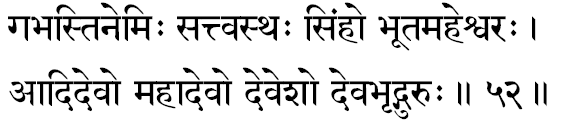 गभस्तिनेमिः सत्त्वस्थः सिंहो भूतमहेश्वरः ।
आदिदेवो महादेवो देवेशो देवभृद्गुरुः ॥ ५२ ॥